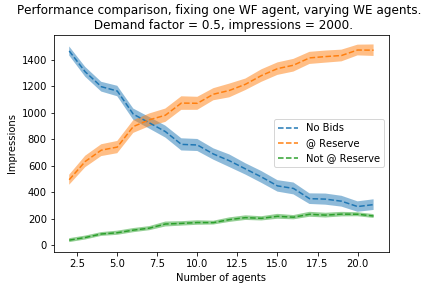 Performance comparison, fixing one WF agent, varying WE agents.
Demand factor = 0.5, impressions = 2000.
1400
1200
1000
800
600
400
200
0
Impressions
No Bids
@ Reserve
Not @ Reserve
2.5 5.0 7.5 10.0 12.5 15.0 17.5 20.0
Number of agents